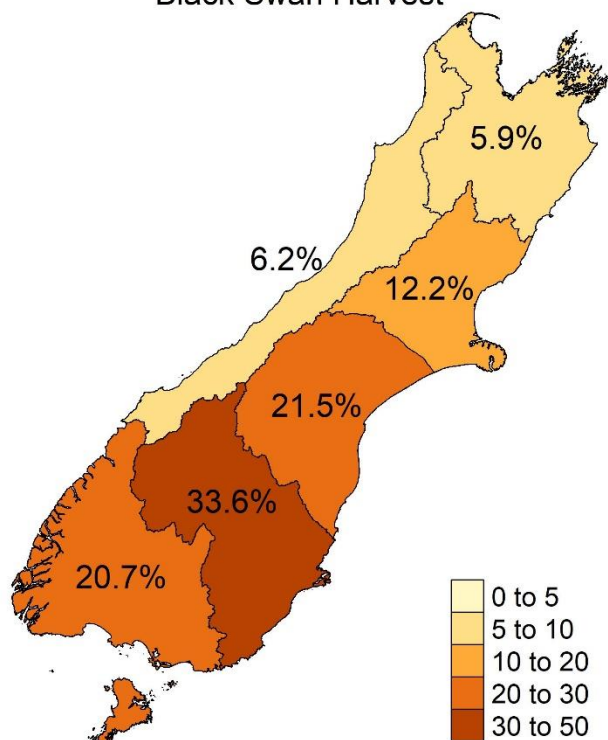 Black Swan Harvest
5.9%
6.2%
12.2%
21.5%
33.6%
20.7%
0 to 5
5 to 10
10 to 20
20 to 30
30 to 50